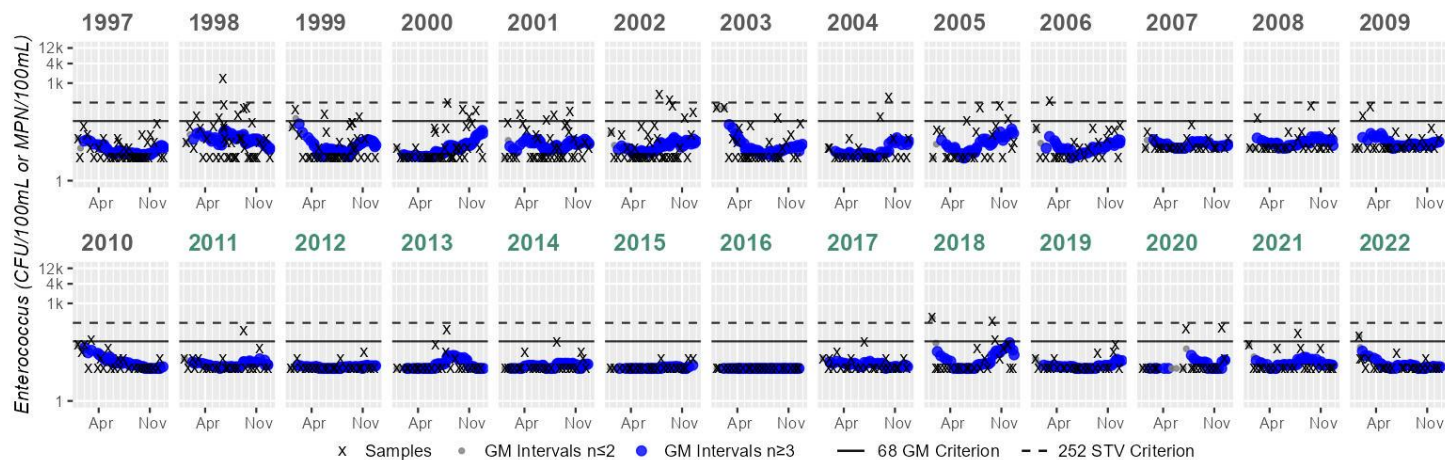 1997 1998 1999 2000 2001 2002 2003 2004 2005 2006 2007 2008 2009
Enterococcus (CFU/100mL or MPN/100mL)
12k
4k
1k
1
Apr Nov Apr Nov Apr Nov Apr Nov Apr Nov Apr Nov Apr Nov Apr Nov Apr Nov Apr Nov Apr Nov Apr Nov Apr Nov
2010 2011 2012 2013 2014 2015 2016 2017 2018 2019 2020 2021 2022
12k
4k
1k
1
Apr Nov Apr Nov Apr Nov Apr Nov Apr Nov Apr Nov Apr Nov Apr Nov Apr Nov Apr Nov Apr Nov Apr Nov Apr Nov
x Samples GM Intervals n≤2 GM Intervals n≥3 68 GM Criterion 252 STV Criterion